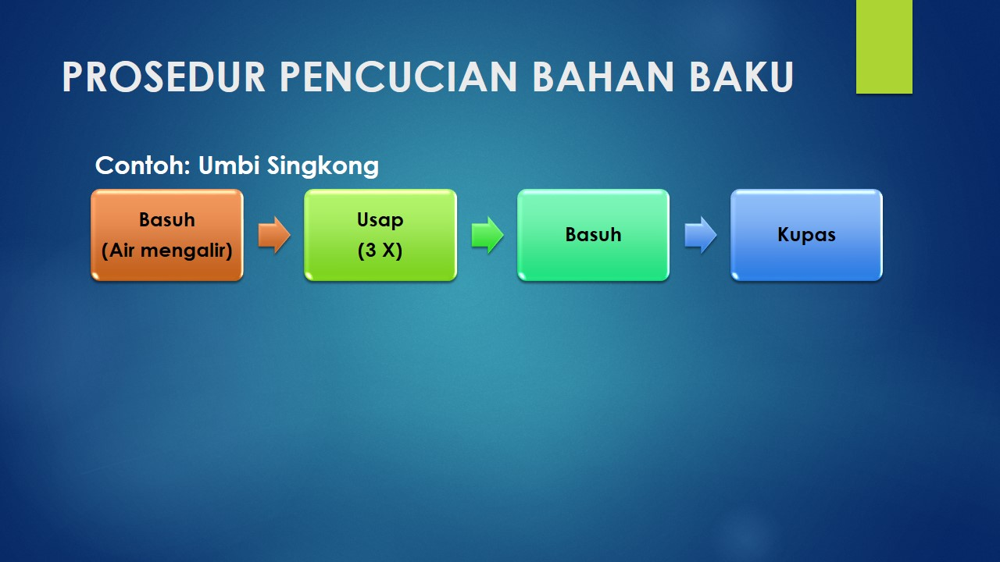 PROSEDUR PENCUCIAN BAHAN BAKU
Contoh: Umbi Singkong
Basuh
(Air mengalir)
Usap
(3 X)
Basuh
Kupas